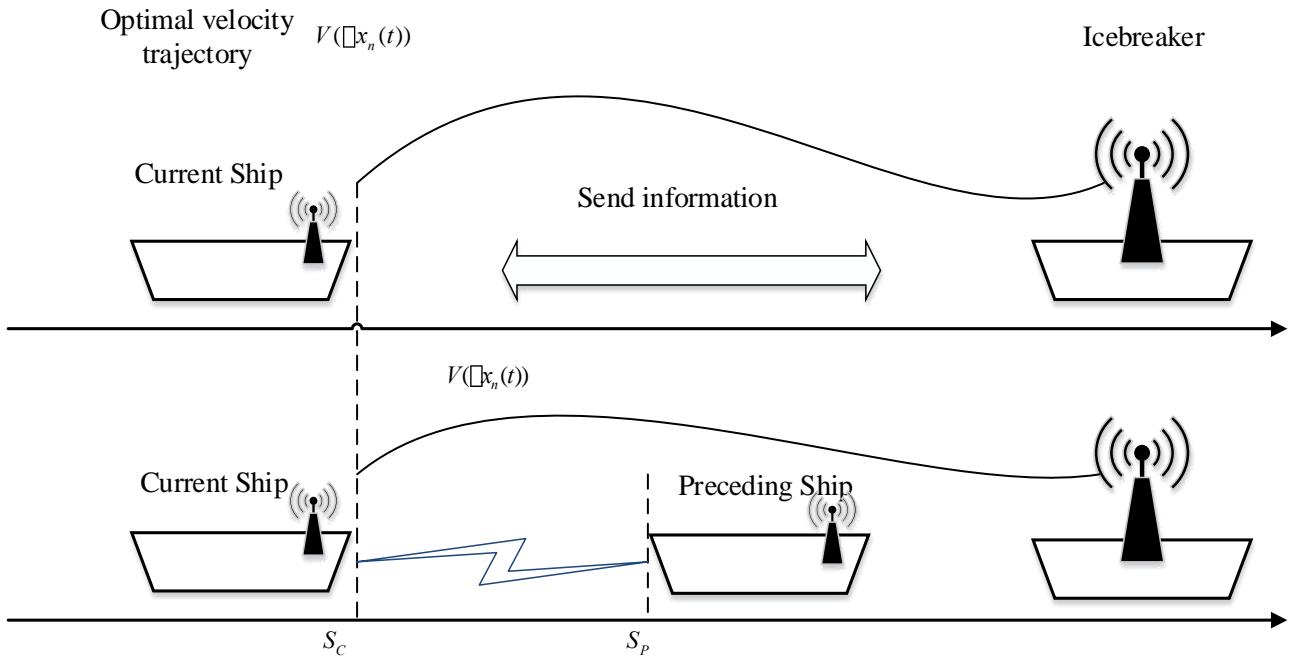 Optimal velocity
trajectory
V(□x_n(t))
Icebreaker
Current Ship
Send information
V(□x_n(t))
Current Ship
Preceding Ship
S_C
S_P